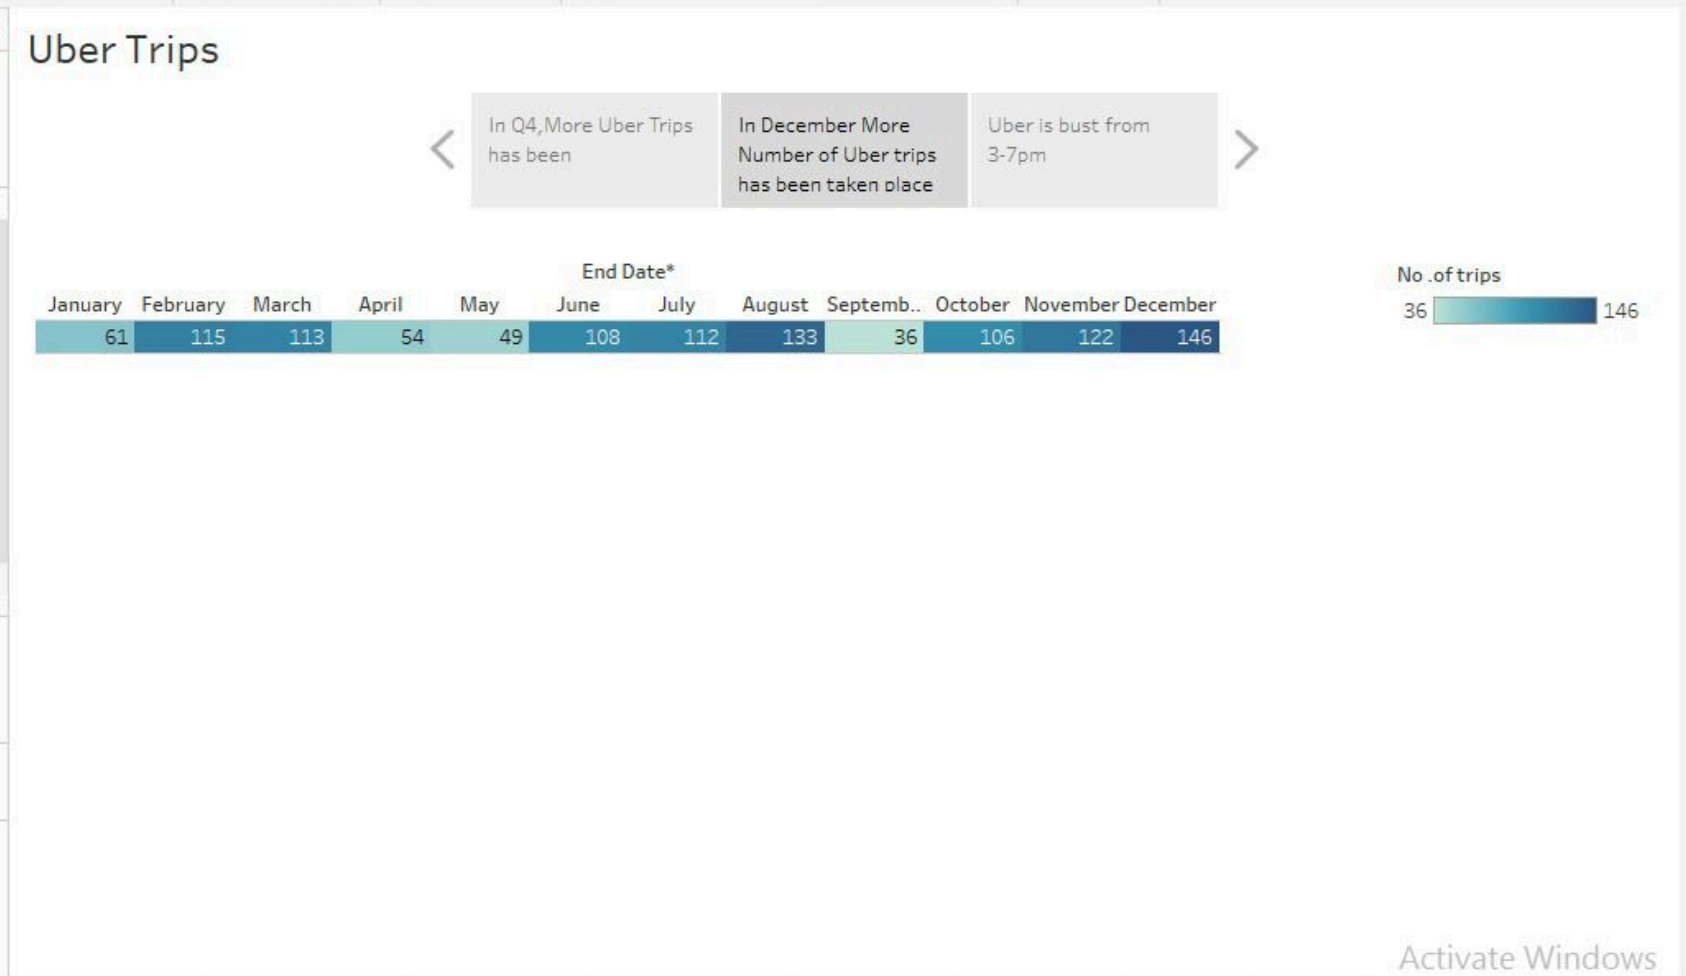 Uber Trips
In Q4,More Uber Trips
has been
In December More
Number of Uber trips
has been taken place
Uber is bust from
3-7pm
End Date*
January February March April May June July August Septemb.. October November December
61 115 113 54 49 108 112 133 36 106 122 146
No .of trips
36 146
Activate Windows